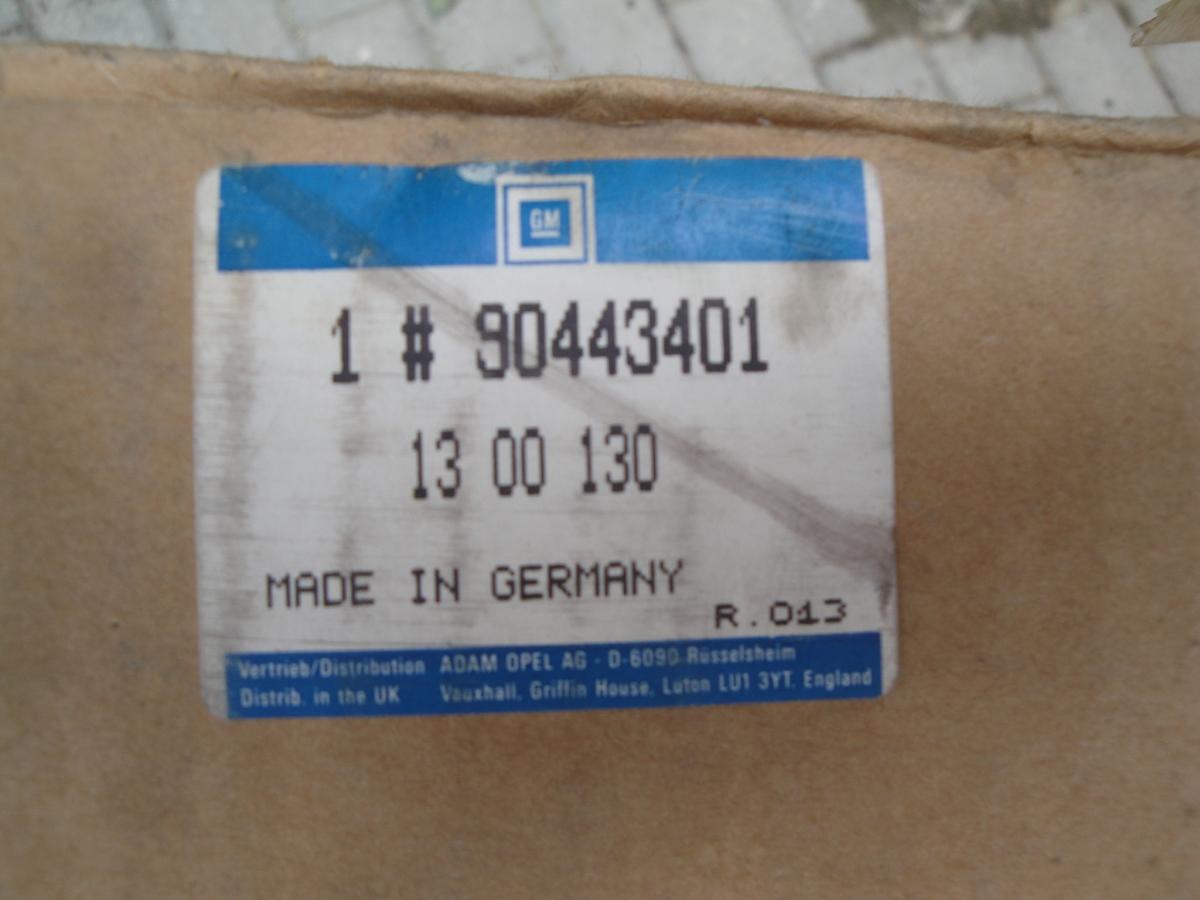 GM
1 # 90443401
13 00 130
MADE IN GERMANY
R.013
Vertrieb/Distribution ADAM OPEL AG · D-6090 Rüsselsheim
Distrib. in the UK Vauxhall, Griffin House, Luton LU1 3YT. England